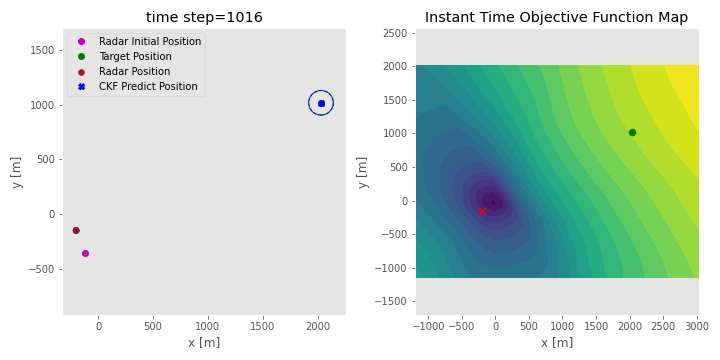 time step=1016
Radar Initial Position
Target Position
Radar Position
CKF Predict Position
1500
1000
500
0
−500
y [m]
0
500
1000
1500
2000
x [m]
Instant Time Objective Function Map
2500
2000
1500
1000
500
0
−500
−1000
−1500
y [m]
−1000
−500
0
500
1000
1500
2000
2500
3000
x [m]